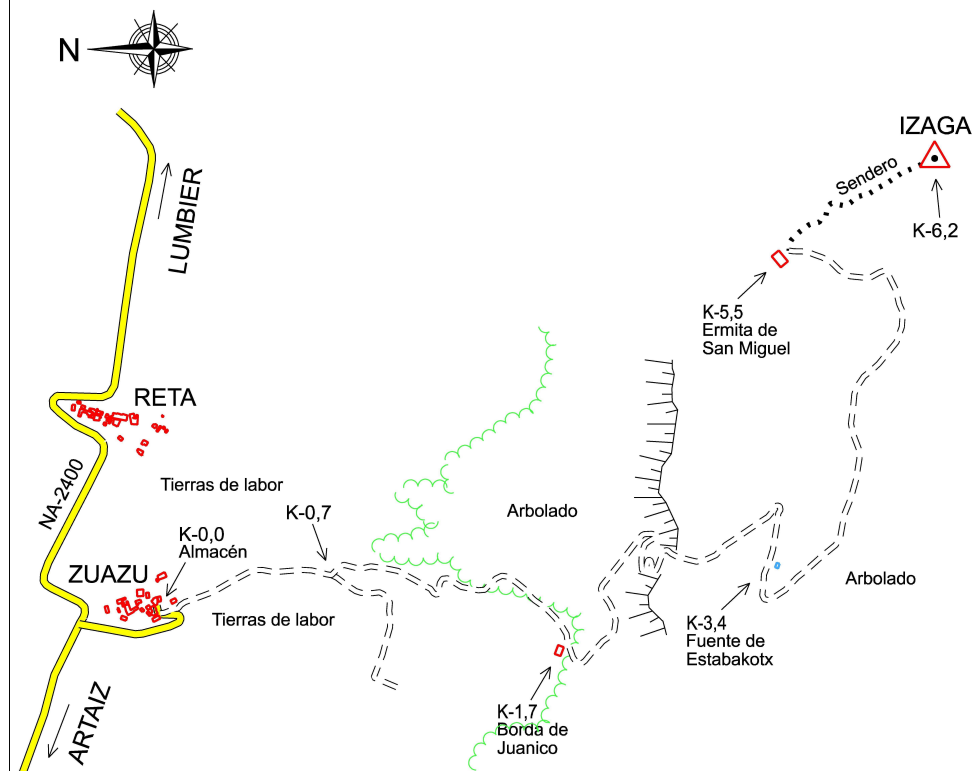 N
IZAGA
Sendero
K-6,2
LUMBIER
K-5,5
Ermita de
San Miguel
RETA
NA-2400
Tierras de labor
K-0,7
Arbolado
K-0,0
Almacén
ZUAZU
Tierras de labor
Arbolado
K-3,4
Fuente de
Estabakotx
K-1,7
Borda de
Juanico
ARTAIZ